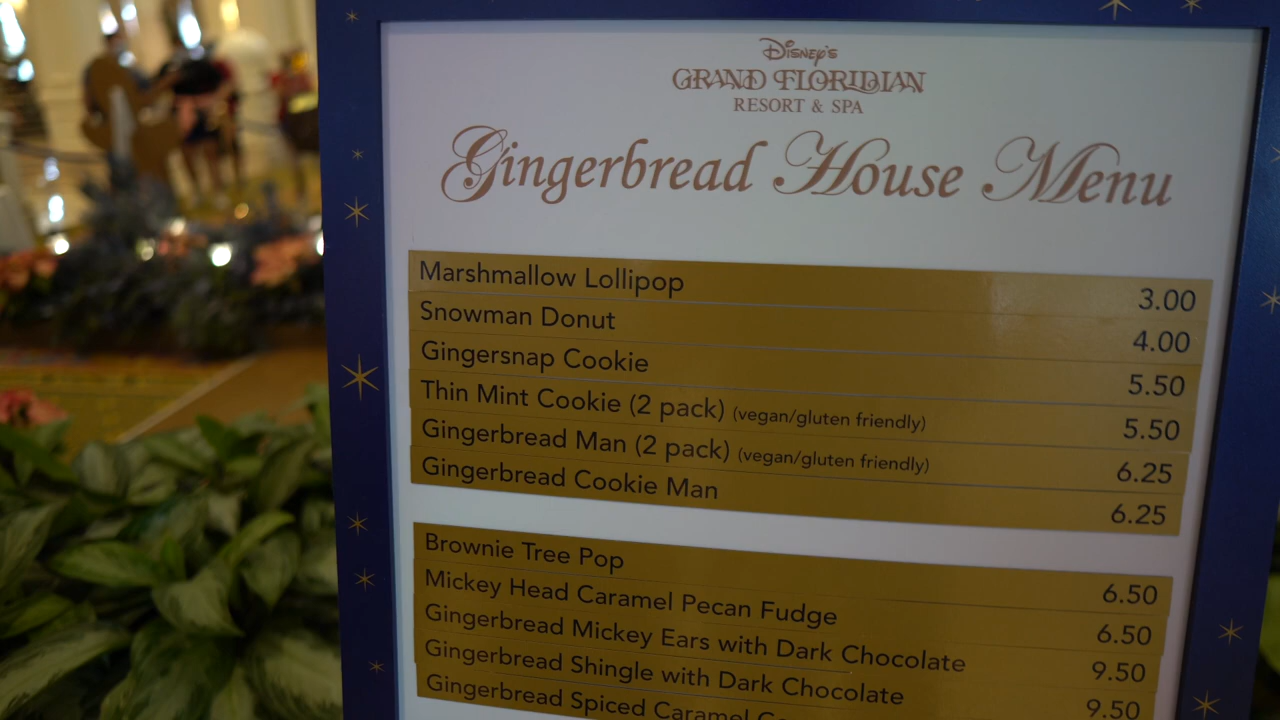 Disney's
GRAND FLORIDIAN
RESORT & SPA
Gingerbread House Menu
Marshmallow Lollipop 3.00
Snowman Donut 4.00
Gingersnap Cookie 5.50
Thin Mint Cookie (2 pack) (vegan/gluten friendly) 5.50
Gingerbread Man (2 pack) (vegan/gluten friendly) 6.25
Gingerbread Cookie Man 6.25
Brownie Tree Pop 6.50
Mickey Head Caramel Pecan Fudge 6.50
Gingerbread Mickey Ears with Dark Chocolate 9.50
Gingerbread Shingle with Dark Chocolate 9.50
Gingerbread Spiced Caramel